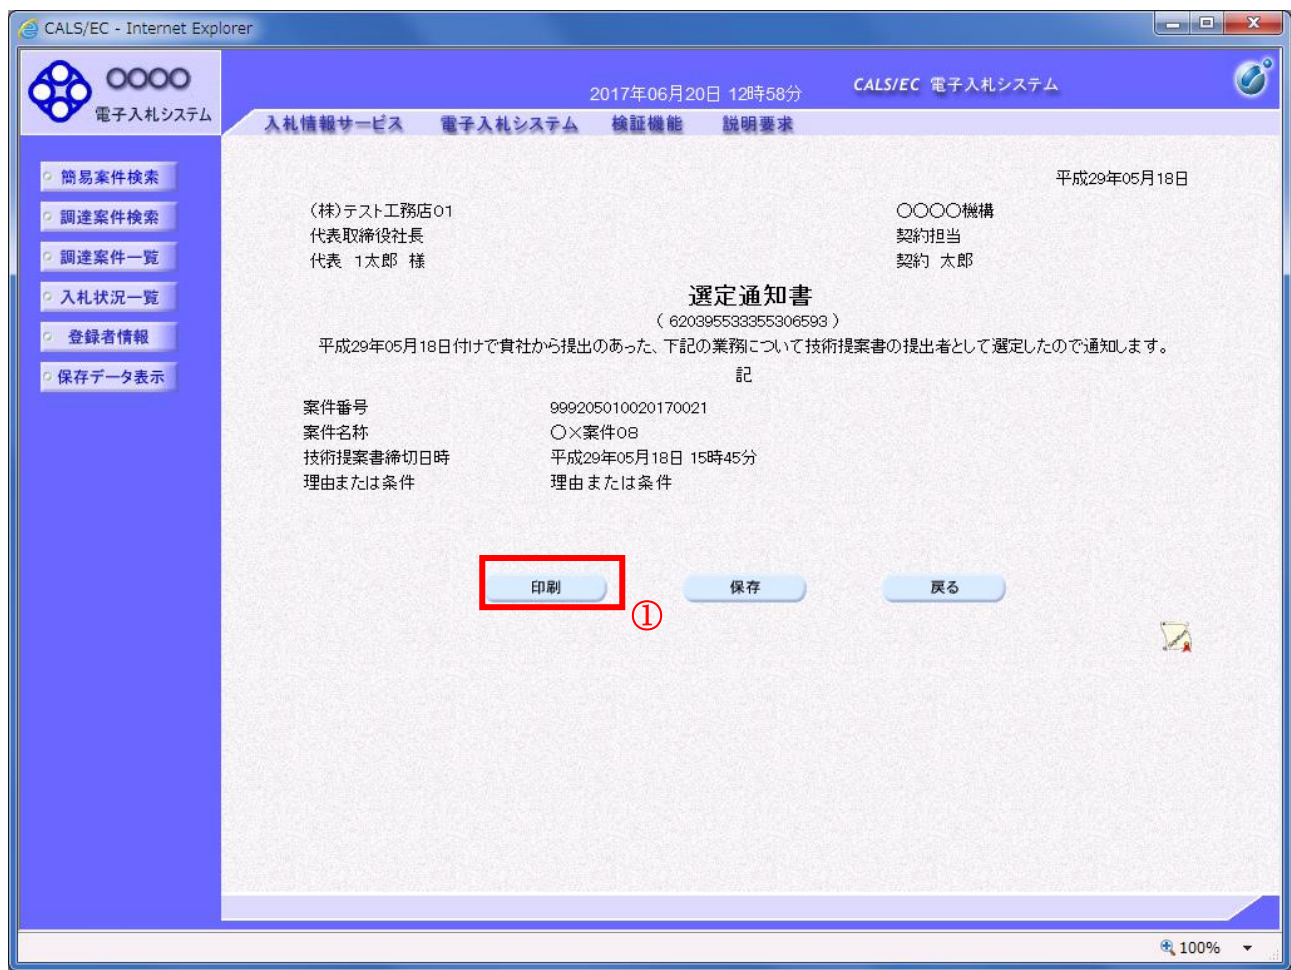 CALS/EC - Internet Explorer
○○○○
電子入札システム
2017年06月20日 12時58分
CALS/EC 電子入札システム
入札情報サービス 電子入札システム 検証機能 説明要求
簡易案件検索
調達案件検索
調達案件一覧
入札状況一覧
登録者情報
保存データ表示
平成29年05月18日
(株)テスト工務店01
代表取締役社長
代表 1太郎 様
○○○○機構
契約担当
契約 太郎
選定通知書
( 620395533355306593 )
平成29年05月18日付けで貴社から提出のあった、下記の業務について技術提案書の提出者として選定したので通知します。
記
案件番号 999205010020170021
案件名称 ○×案件08
技術提案書締切日時 平成29年05月18日 15時45分
理由または条件 理由または条件
印刷 保存 戻る
①
100%